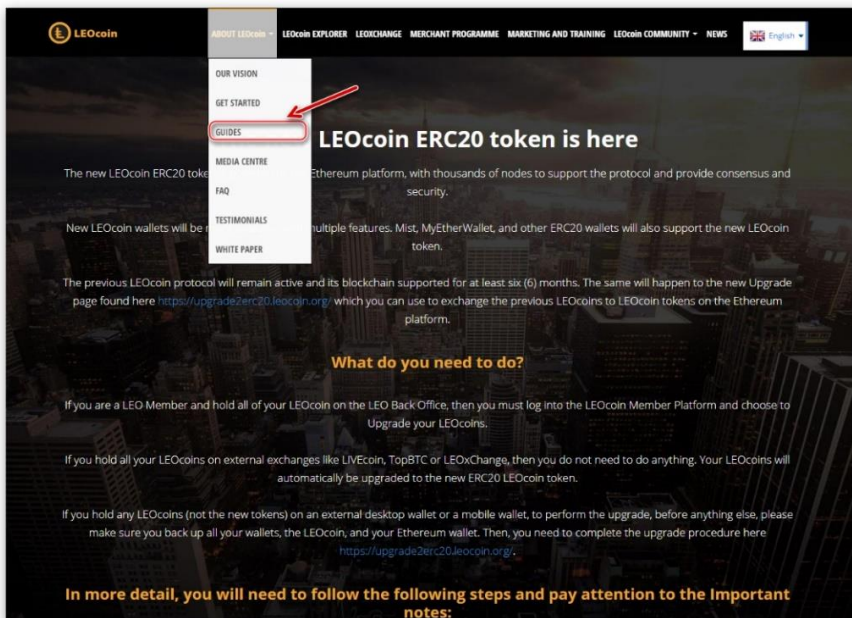 LEOcoin
ABOUT LEOcoin
LEOcoin EXPLORER
LEOXCHANGE
MERCHANT PROGRAMME
MARKETING AND TRAINING
LEOcoin COMMUNITY
NEWS
English
OUR VISION
GET STARTED
GUIDES
MEDIA CENTRE
FAQ
TESTIMONIALS
WHITE PAPER
LEOcoin ERC20 token is here
The new LEOcoin ERC20 toke Ethereum platform, with thousands of nodes to support the protocol and provide consensus and
security.
New LEOcoin wallets will be multiple features. Mist, MyEtherWallet, and other ERC20 wallets will also support the new LEOcoin
token.
The previous LEOcoin protocol will remain active and its blockchain supported for at least six (6) months. The same will happen to the new Upgrade
page found here https://upgrade2erc20.leocoin.org/ which you can use to exchange the previous LEOcoins to LEOcoin tokens on the Ethereum
platform.
What do you need to do?
If you are a LEO Member and hold all of your LEOcoin on the LEO Back Office, then you must log into the LEOcoin Member Platform and choose to
Upgrade your LEOcoins.
If you hold all your LEOcoins on external exchanges like LIVEcoin, TopBTC or LEOxChange, then you do not need to do anything. Your LEOcoins will
automatically be upgraded to the new ERC20 LEOcoin token.
If you hold any LEOcoins (not the new tokens) on an external desktop wallet or a mobile wallet, to perform the upgrade, before anything else, please
make sure you back up all your wallets, the LEOcoin, and your Ethereum wallet. Then, you need to complete the upgrade procedure here
https://upgrade2erc20.leocoin.org/.
In more detail, you will need to follow the following steps and pay attention to the Important
notes: